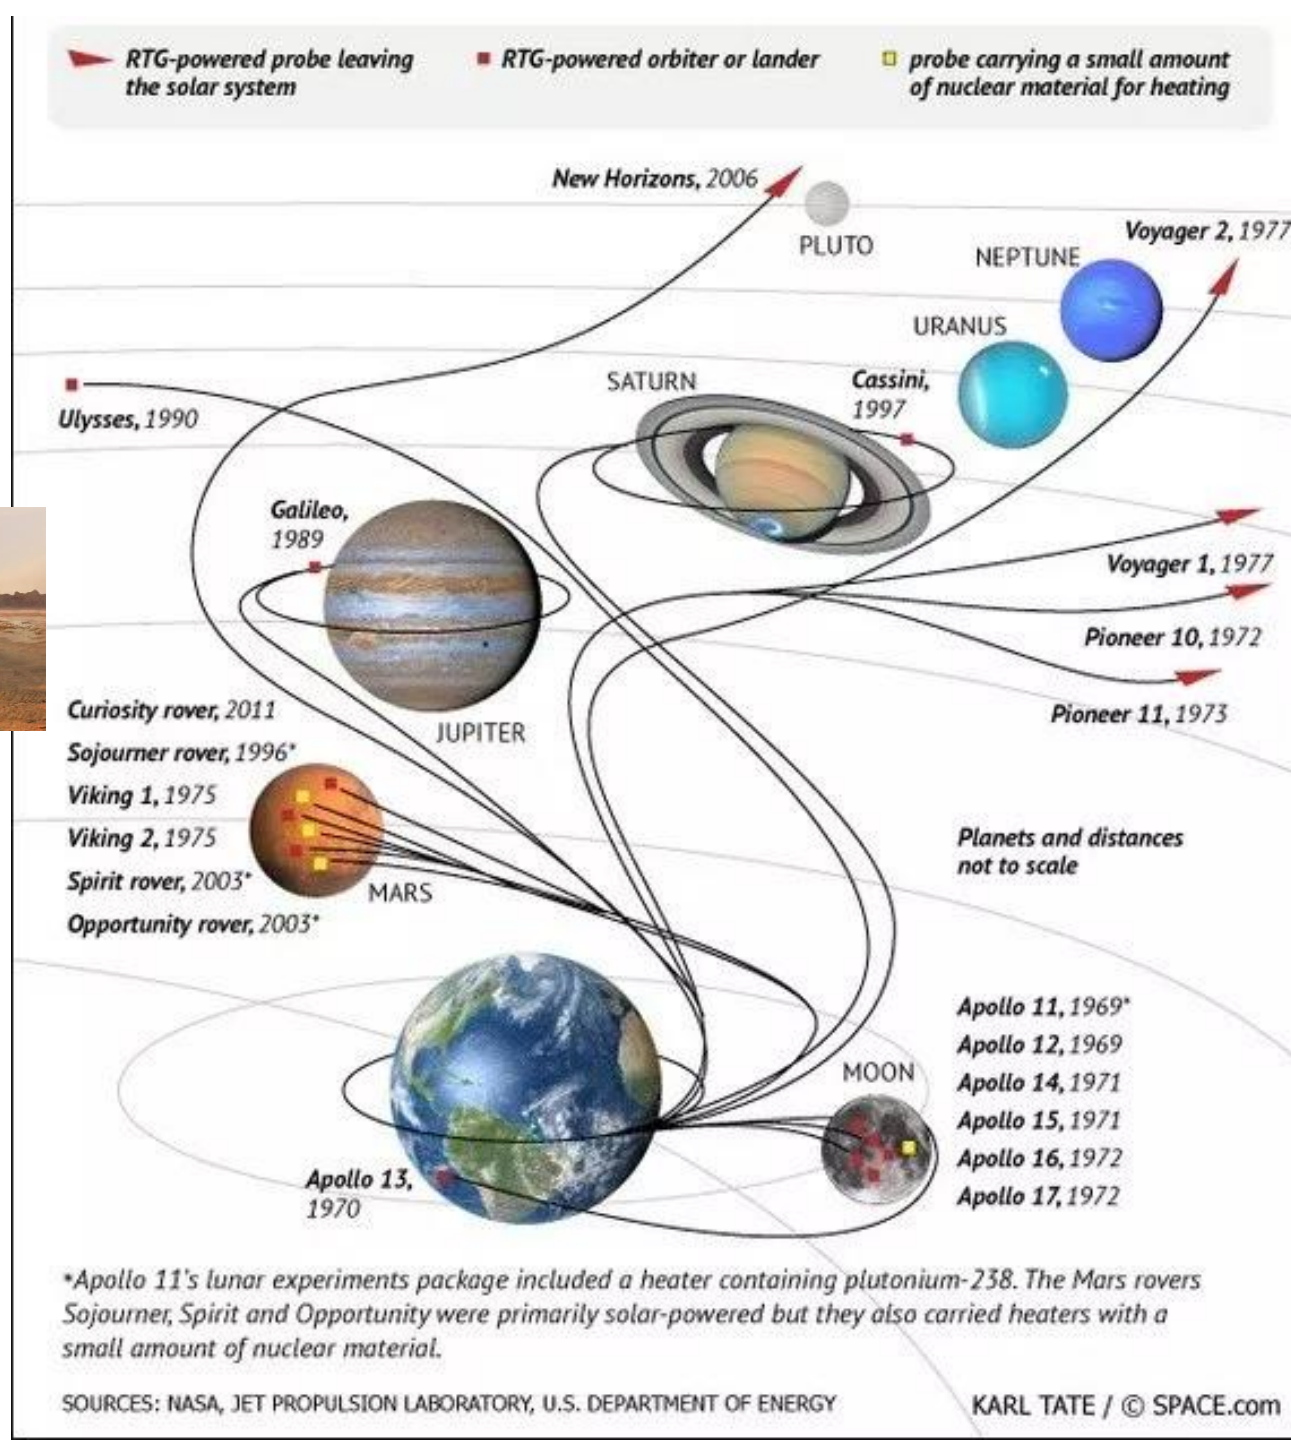 RTG-powered probe leaving
the solar system
RTG-powered orbiter or lander
probe carrying a small amount
of nuclear material for heating
New Horizons, 2006
PLUTO
Voyager 2, 1977
NEPTUNE
URANUS
SATURN
Cassini,
1997
Ulysses, 1990
Galileo,
1989
Voyager 1, 1977
Pioneer 10, 1972
Pioneer 11, 1973
JUPITER
Curiosity rover, 2011
Sojourner rover, 1996*
Viking 1, 1975
Viking 2, 1975
Spirit rover, 2003*
Opportunity rover, 2003*
MARS
Planets and distances
not to scale
MOON
Apollo 11, 1969*
Apollo 12, 1969
Apollo 14, 1971
Apollo 15, 1971
Apollo 16, 1972
Apollo 17, 1972
Apollo 13,
1970
*Apollo 11's lunar experiments package included a heater containing plutonium-238. The Mars rovers
Sojourner, Spirit and Opportunity were primarily solar-powered but they also carried heaters with a
small amount of nuclear material.
SOURCES: NASA, JET PROPULSION LABORATORY, U.S. DEPARTMENT OF ENERGY
KARL TATE / © SPACE.com